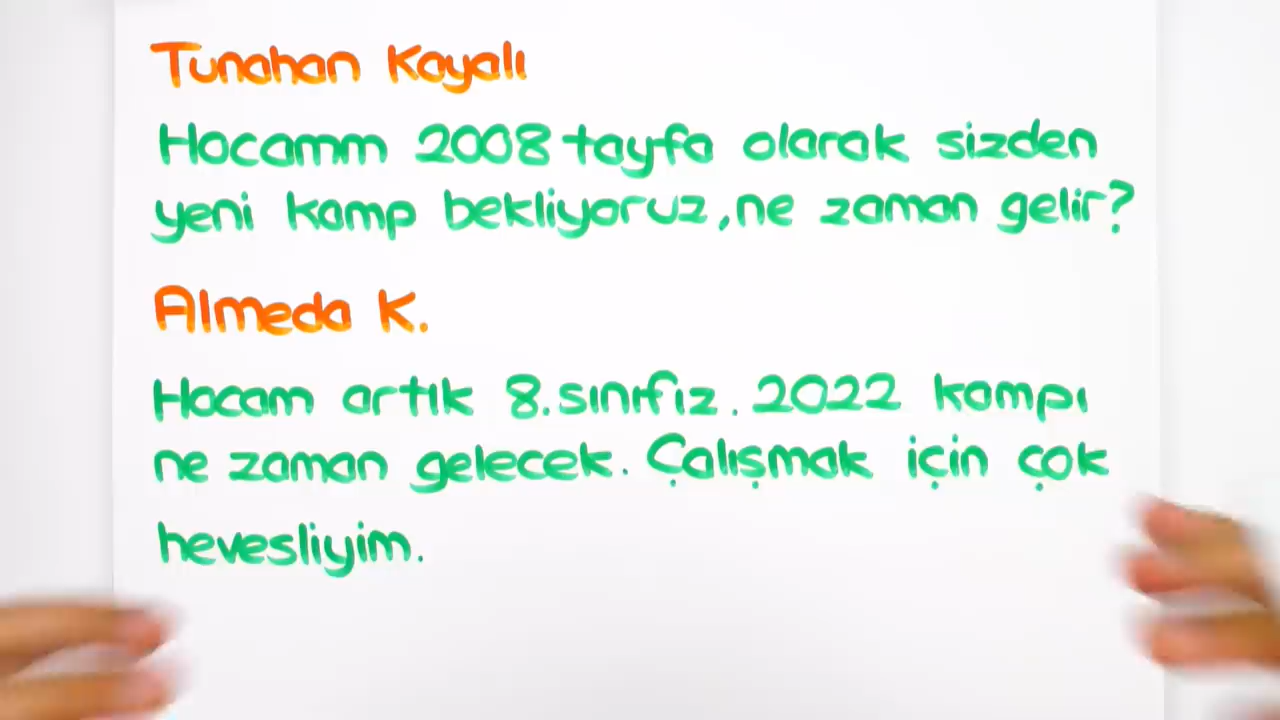 Tunahan Kayalı
Hocamm 2008 tayfa olarak sizden
yeni kamp bekliyoruz, ne zaman gelir?
Almeda K.
Hocam artık 8.sınıfız. 2022 kampı
ne zaman gelecek. Çalışmak için çok
hevesliyim.